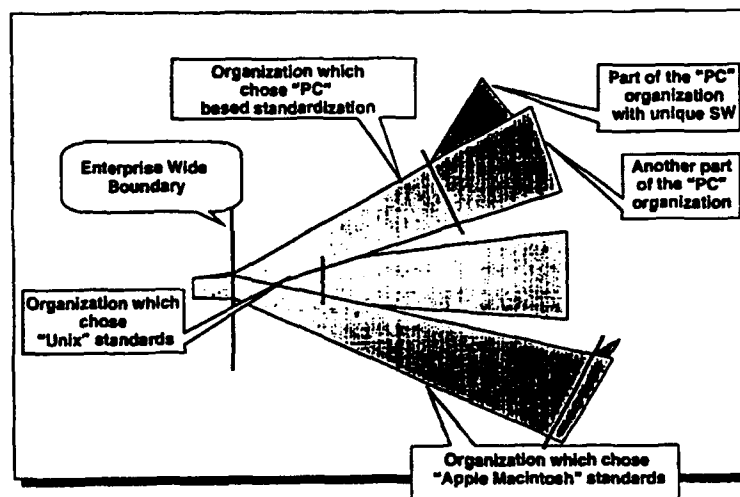 Organization which
chose "PC"
based standardization
Part of the "PC"
organization
with unique SW
Enterprise Wide
Boundary
Another part
of the "PC"
organization
Organization which
chose
"Unix" standards
Organization which chose
"Apple Macintosh" standards